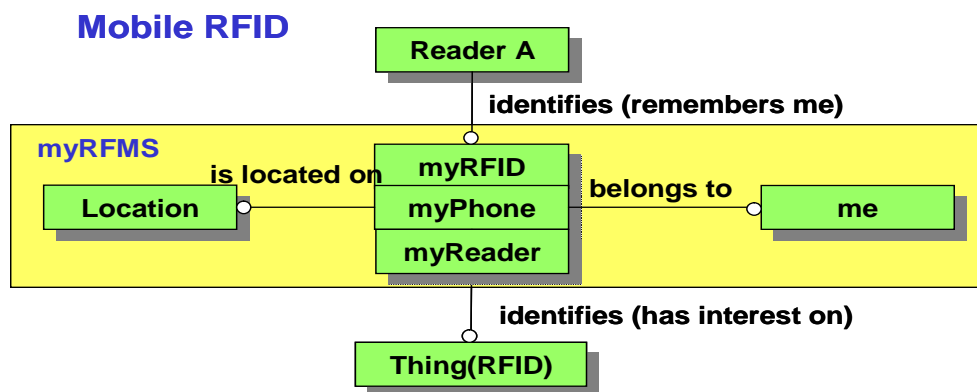 Mobile RFID
Reader A
identifies (remembers me)
myRFMS
is located on
myRFID
belongs to
Location
myPhone
me
myReader
identifies (has interest on)
Thing(RFID)